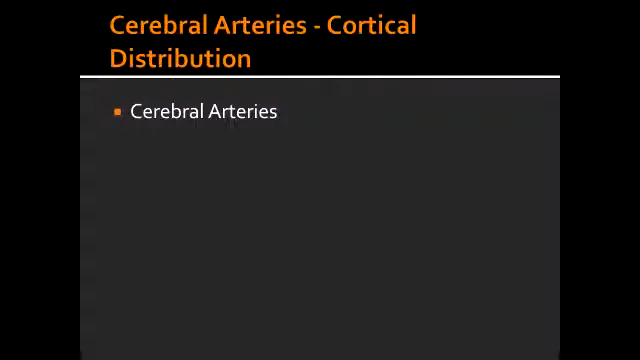 Cerebral Arteries - Cortical
Distribution
Cerebral Arteries